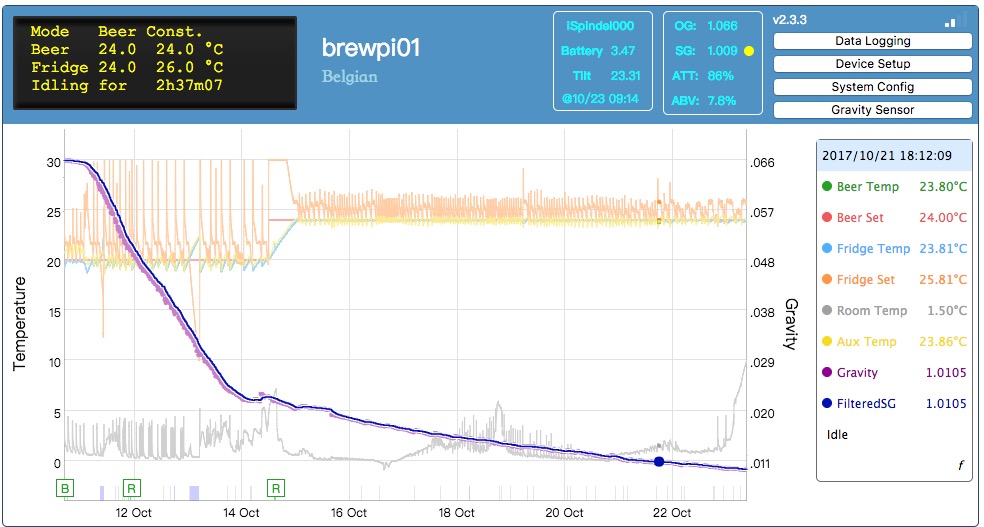 Mode Beer Const.
Beer 24.0 24.0 °C
Fridge 24.0 26.0 °C
Idling for 2h37m07
brewpi01
Belgian
iSpindel000
Battery 3.47
Tilt 23.31
@10/23 09:14
OG: 1.066
SG: 1.009
ATT: 86%
ABV: 7.8%
v2.3.3
Data Logging
Device Setup
System Config
Gravity Sensor
Temperature
30
25
20
15
10
5
0
.066
.057
.048
.038
.029
.020
.011
Gravity
B
R
R
12 Oct
14 Oct
16 Oct
18 Oct
20 Oct
22 Oct
2017/10/21 18:12:09
Beer Temp 23.80°C
Beer Set 24.00°C
Fridge Temp 23.81°C
Fridge Set 25.81°C
Room Temp 1.50°C
Aux Temp 23.86°C
Gravity 1.0105
FilteredSG 1.0105
Idle
f